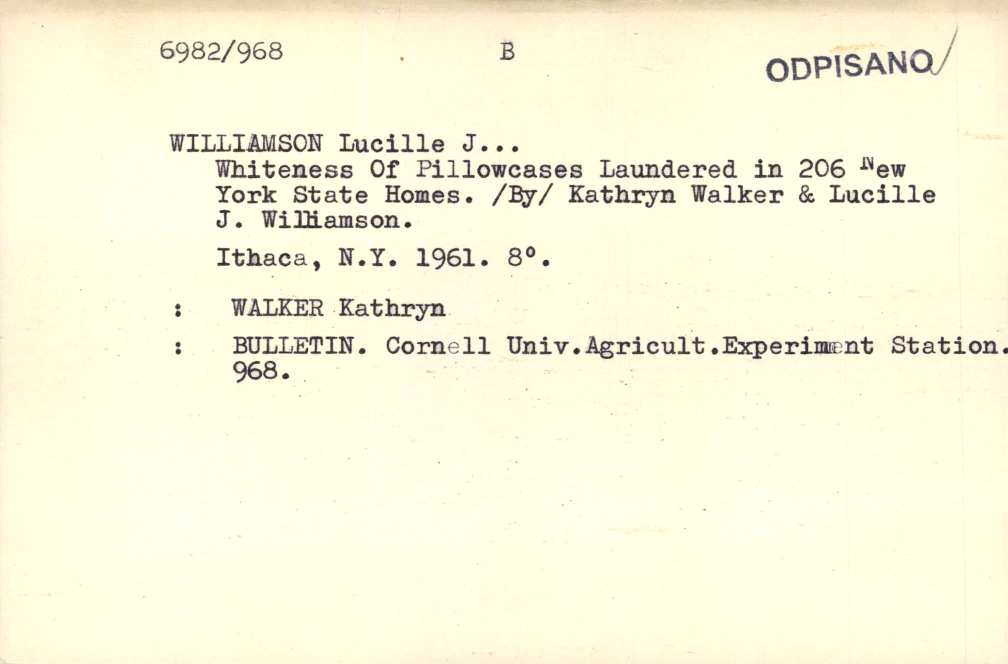 6982/968 B ODPISANO
WILLIAMSON Lucille J...
Whiteness Of Pillowcases Laundered in 206 New
York State Homes. /By/ Kathryn Walker & Lucille
J. Williamson.
Ithaca, N.Y. 1961. 8°.
: WALKER Kathryn
: BULLETIN. Cornell Univ.Agricult.Experiment Station.
968.